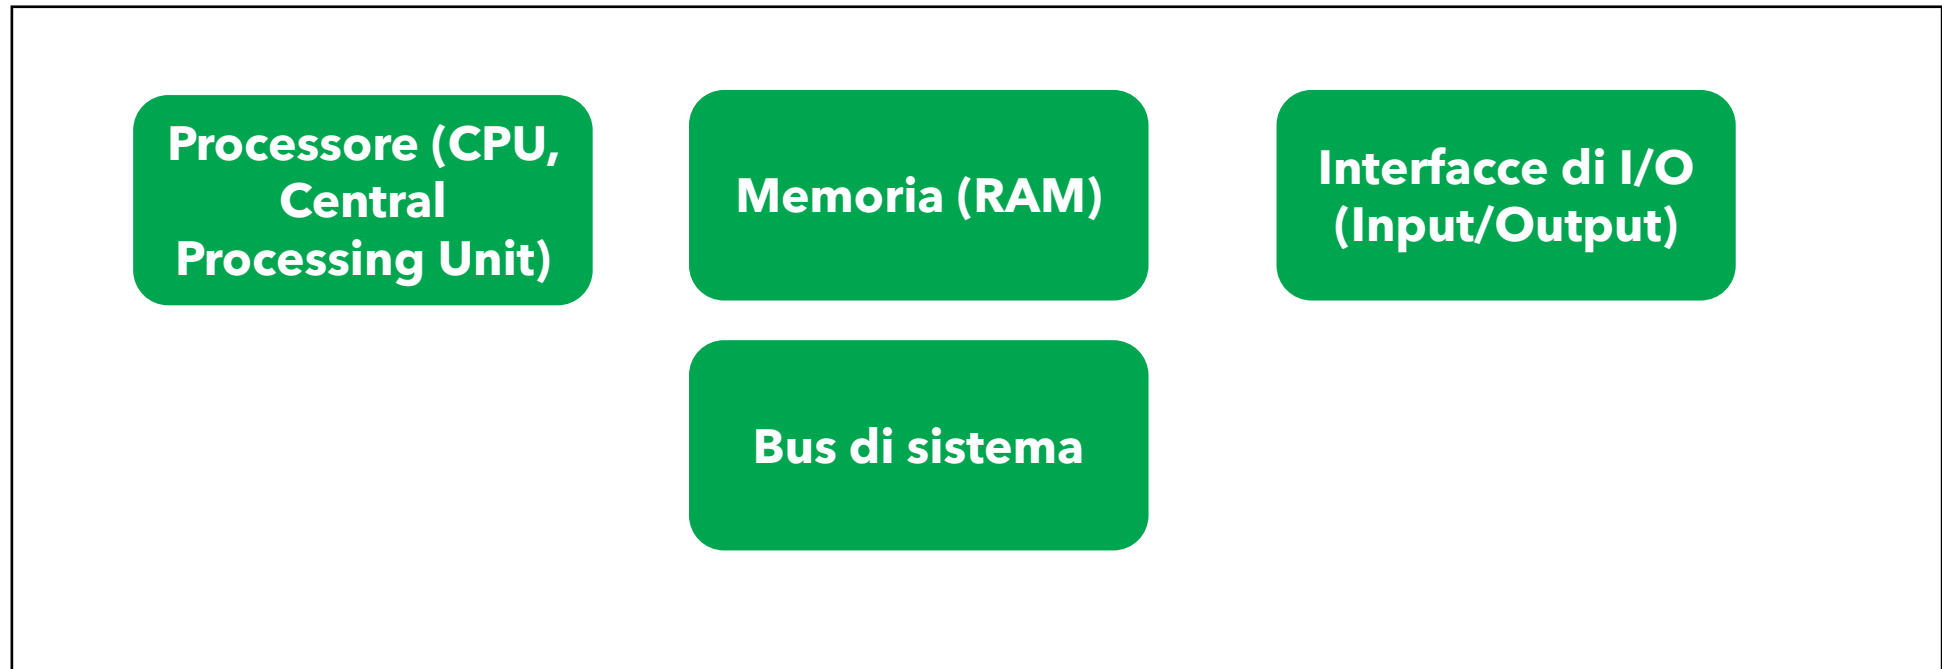 Processore (CPU,
Central
Processing Unit)
Memoria (RAM)
Interfacce di I/O
(Input/Output)
Bus di sistema